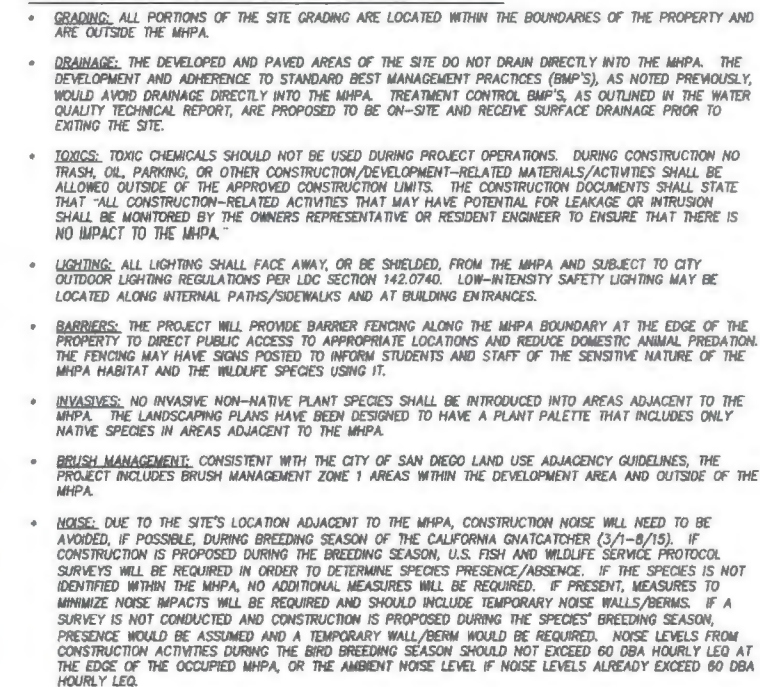 • GRADING: ALL PORTIONS OF THE SITE GRADING ARE LOCATED WITHIN THE BOUNDARIES OF THE PROPERTY AND
ARE OUTSIDE THE MHPA.
• DRAINAGE: THE DEVELOPED AND PAVED AREAS OF THE SITE DO NOT DRAIN DIRECTLY INTO THE MHPA. THE
DEVELOPMENT AND ADHERENCE TO STANDARD BEST MANAGEMENT PRACTICES (BMP'S), AS NOTED PREVIOUSLY,
WOULD AVOID DRAINAGE DIRECTLY INTO THE MHPA. TREATMENT CONTROL BMP'S, AS OUTLINED IN THE WATER
QUALITY TECHNICAL REPORT, ARE PROPOSED TO BE ON-SITE AND RECEIVE SURFACE DRAINAGE PRIOR TO
EXITING THE SITE.
• TOXICS: TOXIC CHEMICALS SHOULD NOT BE USED DURING PROJECT OPERATIONS. DURING CONSTRUCTION NO
TRASH, OIL, PARKING, OR OTHER CONSTRUCTION/DEVELOPMENT-RELATED MATERIALS/ACTIVITIES SHALL BE
ALLOWED OUTSIDE OF THE APPROVED CONSTRUCTION LIMITS. THE CONSTRUCTION DOCUMENTS SHALL STATE
THAT "ALL CONSTRUCTION-RELATED ACTIVITIES THAT MAY HAVE POTENTIAL FOR LEAKAGE OR INTRUSION
SHALL BE MONITORED BY THE OWNERS REPRESENTATIVE OR RESIDENT ENGINEER TO ENSURE THAT THERE IS
NO IMPACT TO THE MHPA."
• LIGHTING: ALL LIGHTING SHALL FACE AWAY, OR BE SHIELDED, FROM THE MHPA AND SUBJECT TO CITY
OUTDOOR LIGHTING REGULATIONS PER LDC SECTION 142.0740. LOW-INTENSITY SAFETY LIGHTING MAY BE
LOCATED ALONG INTERNAL PATHS/SIDEWALKS AND AT BUILDING ENTRANCES.
• BARRIERS: THE PROJECT WILL PROVIDE BARRIER FENCING ALONG THE MHPA BOUNDARY AT THE EDGE OF THE
PROPERTY TO DIRECT PUBLIC ACCESS TO APPROPRIATE LOCATIONS AND REDUCE DOMESTIC ANIMAL PREDATION.
THE FENCING MAY HAVE SIGNS POSTED TO INFORM STUDENTS AND STAFF OF THE SENSITIVE NATURE OF THE
MHPA HABITAT AND THE WILDLIFE SPECIES USING IT.
• INVASIVES: NO INVASIVE NON-NATIVE PLANT SPECIES SHALL BE INTRODUCED INTO AREAS ADJACENT TO THE
MHPA. THE LANDSCAPING PLANS HAVE BEEN DESIGNED TO HAVE A PLANT PALETTE THAT INCLUDES ONLY
NATIVE SPECIES IN AREAS ADJACENT TO THE MHPA
• BRUSH MANAGEMENT: CONSISTENT WITH THE CITY OF SAN DIEGO LAND USE ADJACENCY GUIDELINES, THE
PROJECT INCLUDES BRUSH MANAGEMENT ZONE 1 AREAS WITHIN THE DEVELOPMENT AREA AND OUTSIDE OF THE
MHPA.
• NOISE: DUE TO THE SITE'S LOCATION ADJACENT TO THE MHPA, CONSTRUCTION NOISE WILL NEED TO BE
AVOIDED, IF POSSIBLE, DURING BREEDING SEASON OF THE CALIFORNIA GNATCATCHER (3/1-8/15). IF
CONSTRUCTION IS PROPOSED DURING THE BREEDING SEASON, U.S. FISH AND WILDLIFE SERVICE PROTOCOL
SURVEYS WILL BE REQUIRED IN ORDER TO DETERMINE SPECIES PRESENCE/ABSENCE. IF THE SPECIES IS NOT
IDENTIFIED WITHIN THE MHPA, NO ADDITIONAL MEASURES WILL BE REQUIRED. IF PRESENT, MEASURES TO
MINIMIZE NOISE IMPACTS WILL BE REQUIRED AND SHOULD INCLUDE TEMPORARY NOISE WALLS/BERMS. IF A
SURVEY IS NOT CONDUCTED AND CONSTRUCTION IS PROPOSED DURING THE SPECIES' BREEDING SEASON,
PRESENCE WOULD BE ASSUMED AND A TEMPORARY WALL/BERM WOULD BE REQUIRED. NOISE LEVELS FROM
CONSTRUCTION ACTIVITIES DURING THE BIRD BREEDING SEASON SHOULD NOT EXCEED 60 DBA HOURLY LEQ AT
THE EDGE OF THE OCCUPIED MHPA, OR THE AMBIENT NOISE LEVEL IF NOISE LEVELS ALREADY EXCEED 60 DBA
HOURLY LEQ.